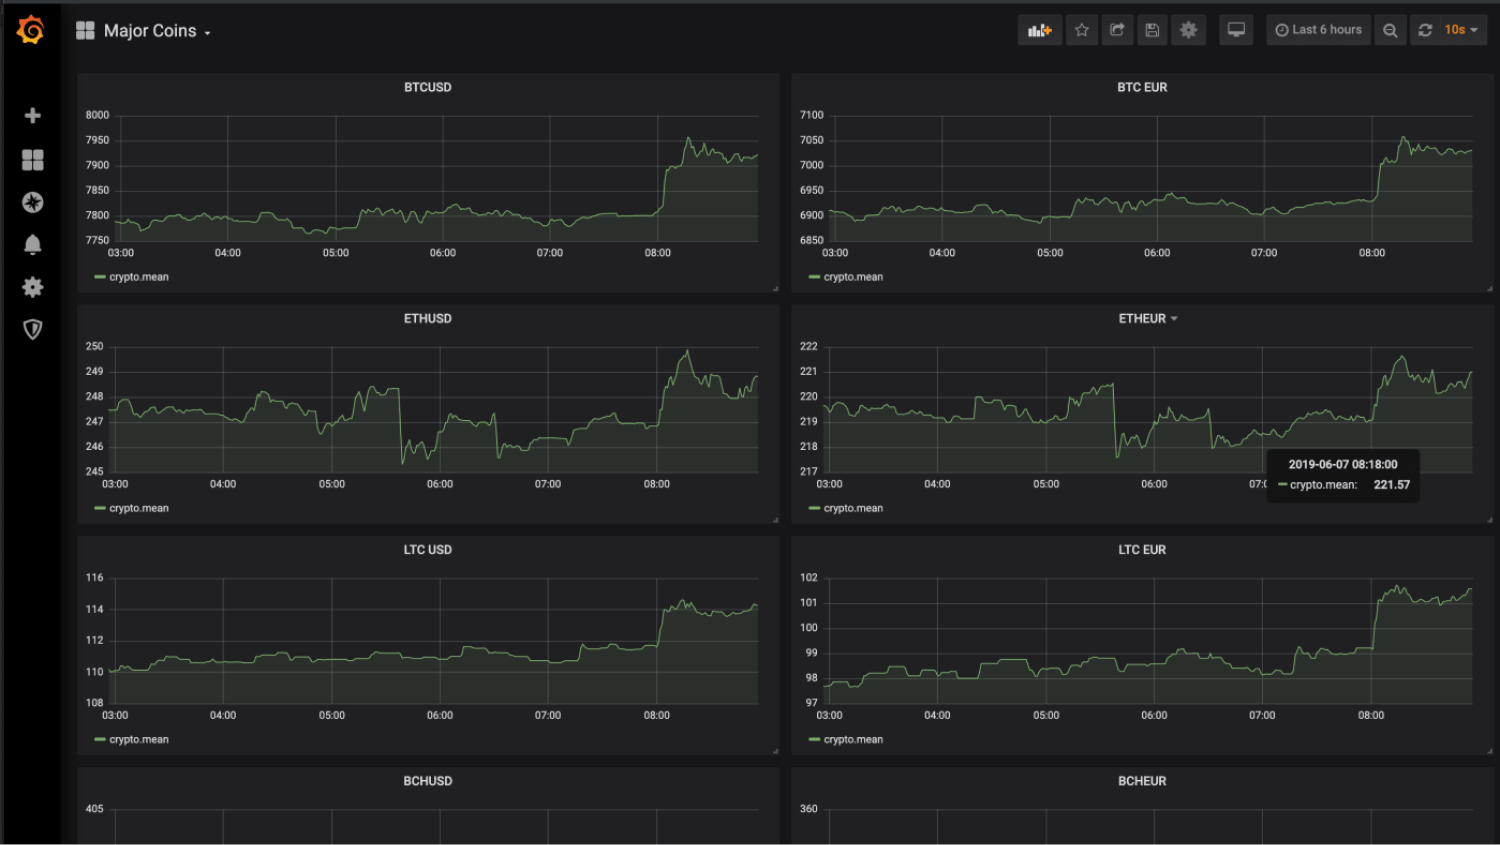 Major Coins
Last 6 hours
10s
BTCUSD
8000
7950
7900
7850
7800
7750
03:00 04:00 05:00 06:00 07:00 08:00
crypto.mean
BTC EUR
7100
7050
7000
6950
6900
6850
03:00 04:00 05:00 06:00 07:00 08:00
crypto.mean
ETHUSD
250
249
248
247
246
245
03:00 04:00 05:00 06:00 07:00 08:00
crypto.mean
ETHEUR
222
221
220
219
218
217
03:00 04:00 05:00 06:00 07:0
2019-06-07 08:18:00
crypto.mean: 221.57
crypto.mean
LTC USD
116
114
112
110
108
03:00 04:00 05:00 06:00 07:00 08:00
crypto.mean
LTC EUR
102
101
100
99
98
97
03:00 04:00 05:00 06:00 07:00 08:00
crypto.mean
BCHUSD
405
BCHEUR
360